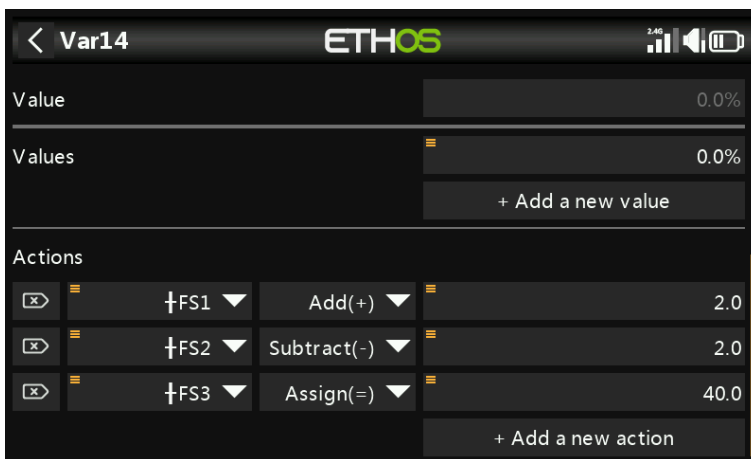 Var14 ETHOS 2.4G
Value 0.0%
Values 0.0%
+ Add a new value
Actions
FS1 Add(+) 2.0
FS2 Subtract(-) 2.0
FS3 Assign(=) 40.0
+ Add a new action